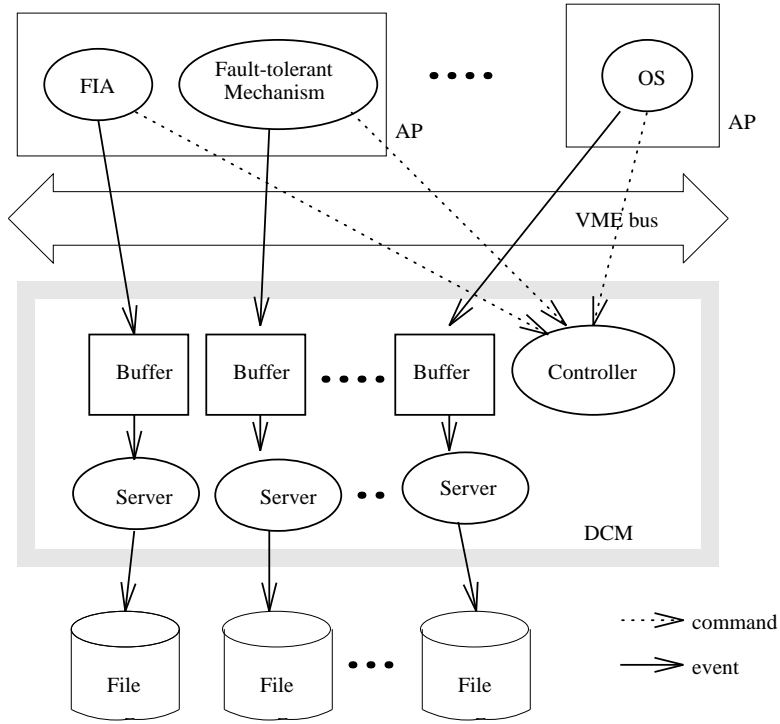 FIA
Fault-tolerant
Mechanism
OS
AP
AP
VME bus
Buffer
Buffer
Buffer
Controller
Server
Server
Server
DCM
File
File
File
command
event